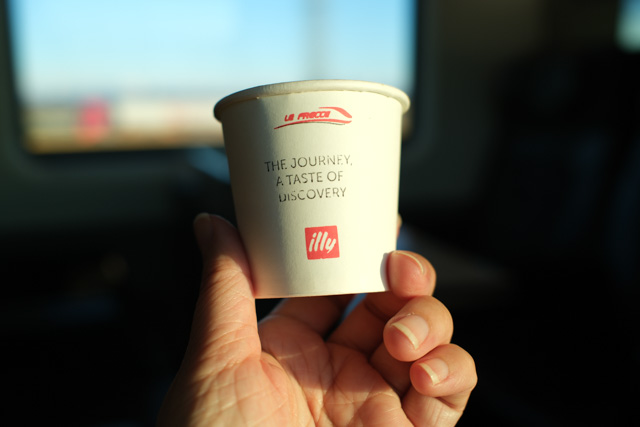 LE FRECCE
THE JOURNEY,
A TASTE OF
DISCOVERY
illy